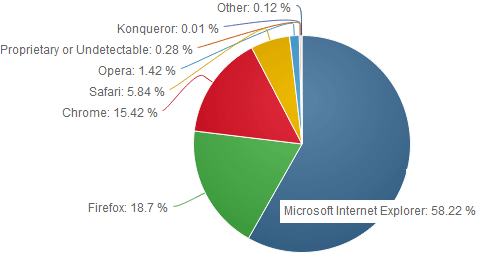 Other: 0.12 %
Konqueror: 0.01 %
Proprietary or Undetectable: 0.28 %
Opera: 1.42 %
Safari: 5.84 %
Chrome: 15.42 %
Firefox: 18.7 %
Microsoft Internet Explorer: 58.22 %